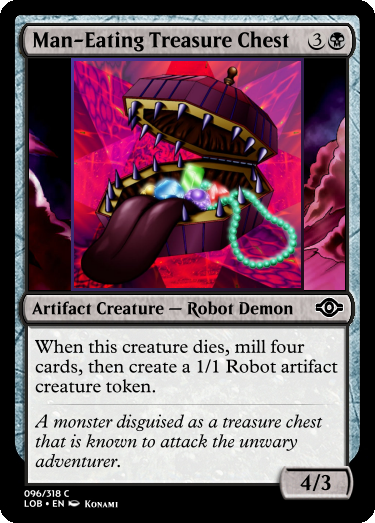 Man-Eating Treasure Chest 3
Artifact Creature — Robot Demon
When this creature dies, mill four
cards, then create a 1/1 Robot artifact
creature token.
A monster disguised as a treasure chest
that is known to attack the unwary
adventurer.
4/3
096/318 C
LOB • EN Konami